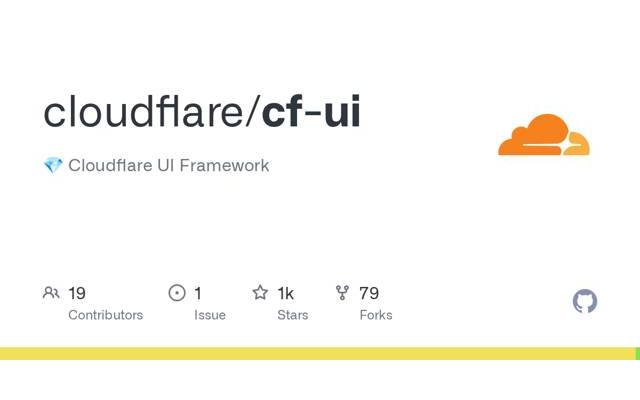 cloudflare/cf-ui
💎 Cloudflare UI Framework
19 1 1k 79
Contributors Issue Stars Forks